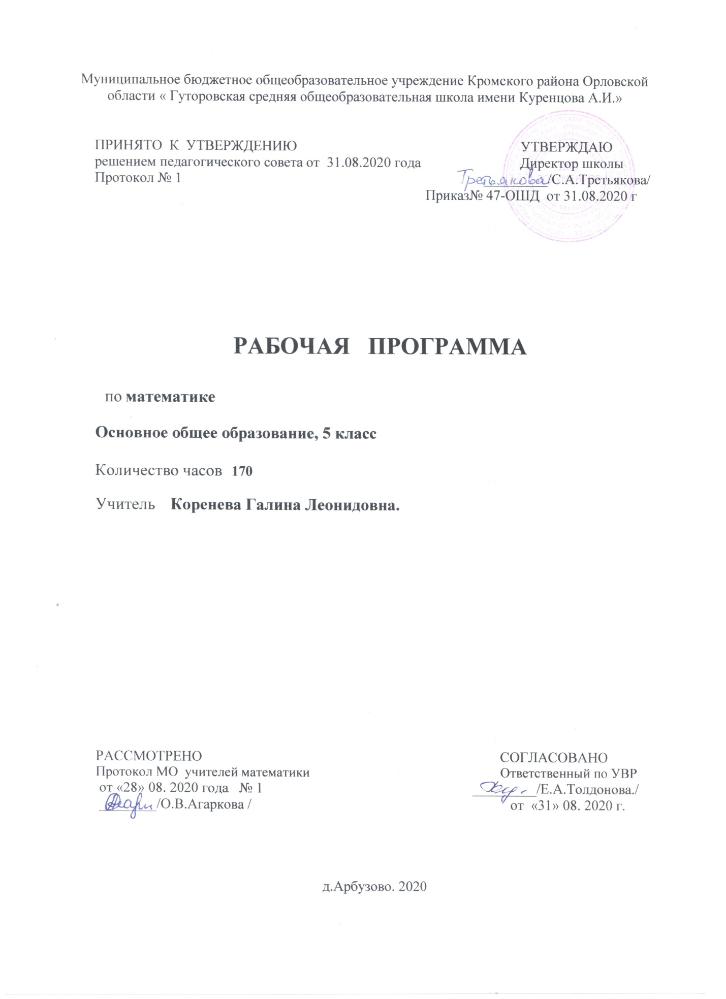 Муниципальное бюджетное общеобразовательное учреждение Кромского района Орловской
области « Гуторовская средняя общеобразовательная школа имени Куренцова А.И.»
ПРИНЯТО К УТВЕРЖДЕНИЮ
решением педагогического совета от 31.08.2020 года
Протокол № 1
УТВЕРЖДАЮ
Директор школы
Третьякова /С.А.Третьякова/
Приказ№ 47-ОШД от 31.08.2020 г
РАБОЧАЯ ПРОГРАММА
по математике
Основное общее образование, 5 класс
Количество часов 170
Учитель Коренева Галина Леонидовна.
РАССМОТРЕНО
Протокол МО учителей математики
от «28» 08. 2020 года № 1
/О.В.Агаркова /
СОГЛАСОВАНО
Ответственный по УВР
/Е.А.Толдонова./
от «31» 08. 2020 г.
д.Арбузово. 2020